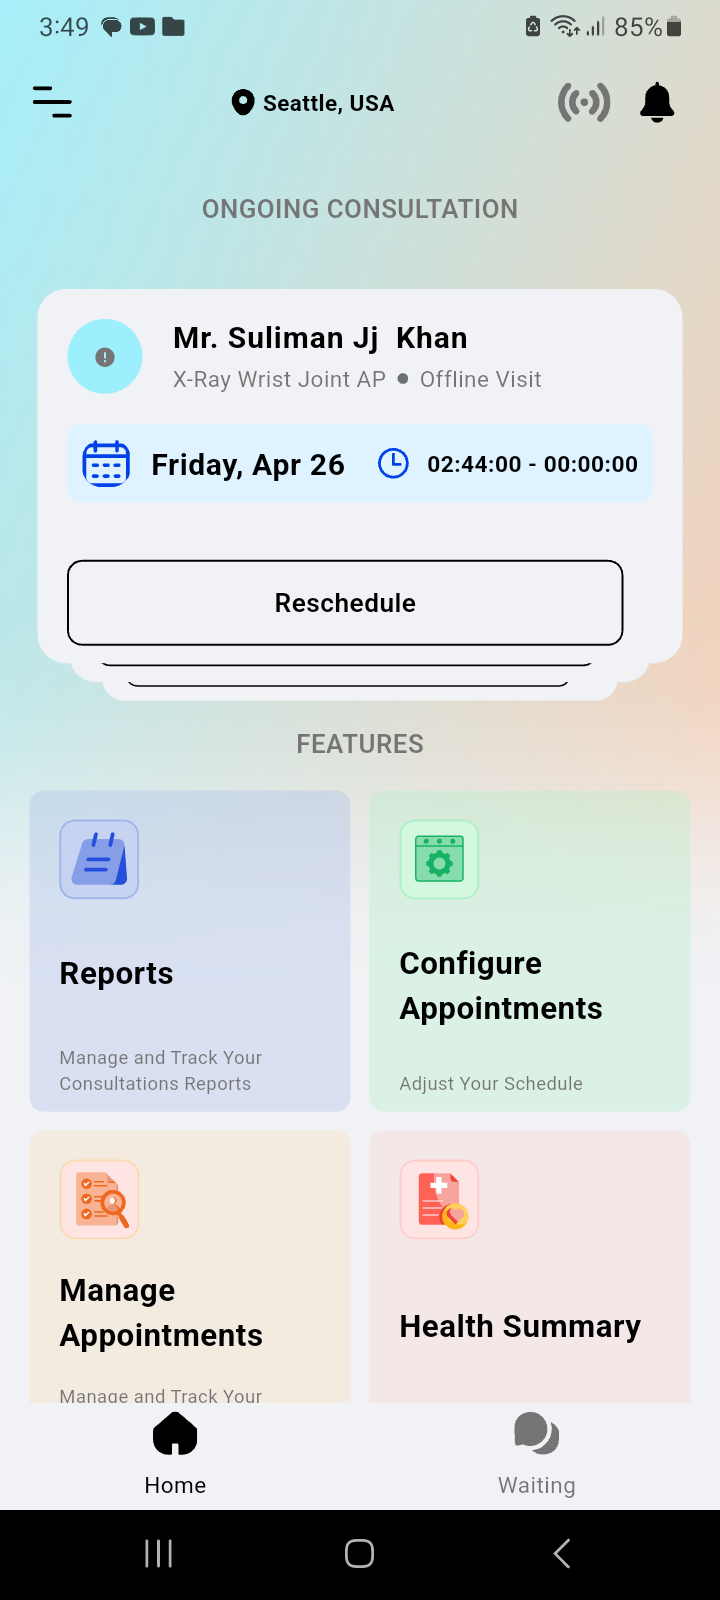 3:49
85%
Seattle, USA
ONGOING CONSULTATION
Mr. Suliman Jj  Khan
X-Ray Wrist Joint AP ● Offline Visit
Friday, Apr 26
02:44:00 - 00:00:00
Reschedule
FEATURES
Reports
Manage and Track Your
Consultations Reports
Configure
Appointments
Adjust Your Schedule
Manage
Appointments
Manage and Track Your
Health Summary
Home
Waiting